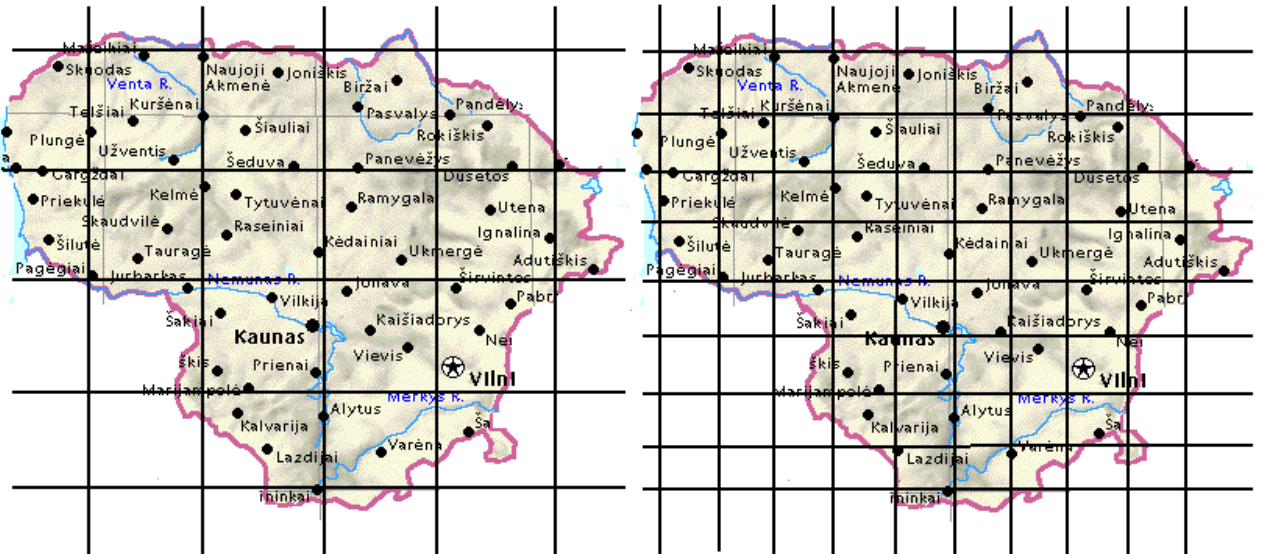 Mažeikiai
Skuodas
Naujoji
Akmenė
Joniškis
Venta R.
Biržai
Kuršėnai
Telšiai
Pasvalys
Pandėlys
Plungė
Šiauliai
Rokiškis
Užventis
Šeduva
Panevėžys
a
Gargždai
Dusetos
Priekulė
Kelmė
Tytuvėnai
Ramygala
Utena
Skaudvilė
Raseiniai
Ignalina
Šilutė
Tauragė
Kėdainiai
Ukmergė
Adutiškis
Pagėgiai
Jurbarkas
Nemunas R.
Jonava
Širvintos
Vilkija
Pabr
Šakiai
Kaunas
Kaišiadorys
Nei
škis
Prienai
Vievis
Vilni
Marijampolė
Merkys R.
Kalvarija
Alytus
Ša
Lazdijai
Varėna
ininkai
Mažeikiai
Skuodas
Naujoji
Akmenė
Joniškis
Venta R.
Biržai
Kuršėnai
Telšiai
Pasvalys
Pandėlys
Plungė
Šiauliai
Rokiškis
Užventis
Šeduva
Panevėžys
Gargždai
Dusetos
Priekulė
Kelmė
Tytuvėnai
Ramygala
Utena
Skaudvilė
Raseiniai
Ignalina
Šilutė
Tauragė
Kėdainiai
Ukmergė
Adutiškis
Pagėgiai
Jurbarkas
Nemunas R.
Jonava
Širvintos
Vilkija
Pabr
Šakiai
Kaunas
Kaišiadorys
Nei
škis
Prienai
Vievis
Vilni
Marijampolė
Merkys R.
Kalvarija
Alytus
Ša
Lazdijai
Varėna
ininkai